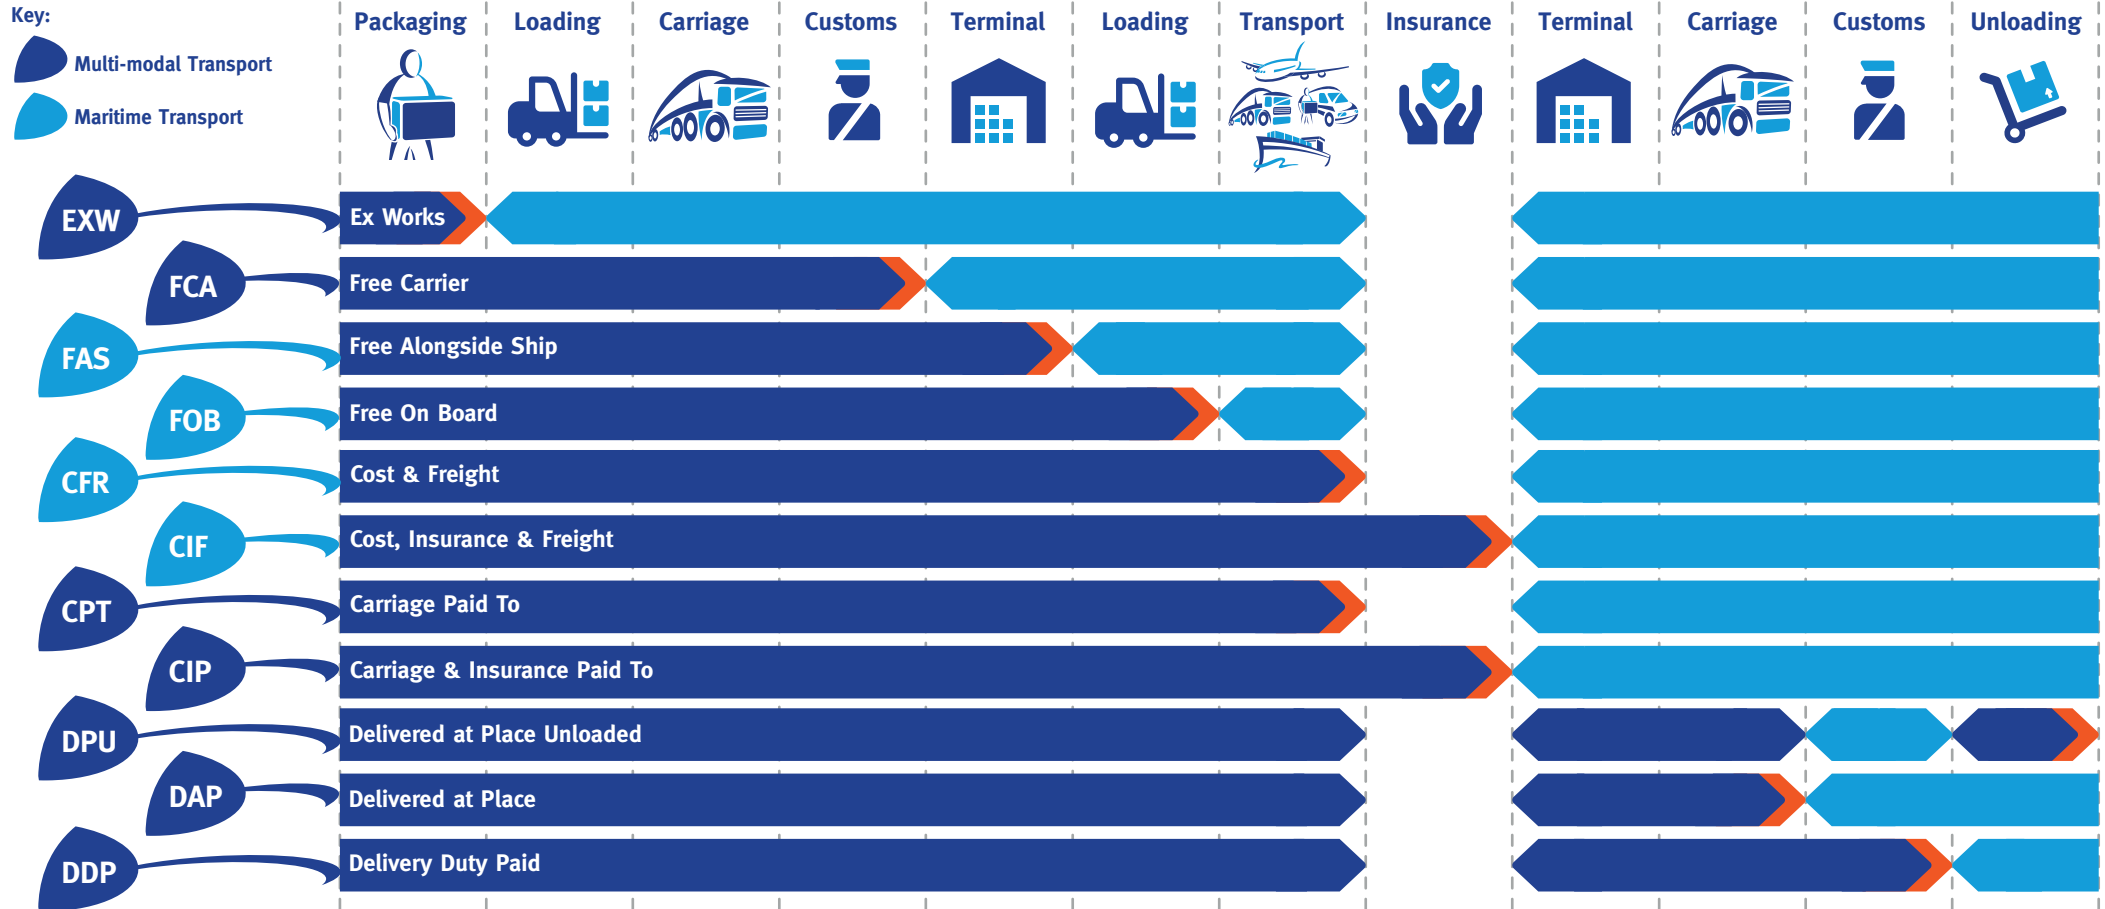 Key:
Multi-modal Transport
Maritime Transport
Packaging
Loading
Carriage
Customs
Terminal
Loading
Transport
Insurance
Terminal
Carriage
Customs
Unloading
EXW
Ex Works
FCA
Free Carrier
FAS
Free Alongside Ship
FOB
Free On Board
CFR
Cost & Freight
CIF
Cost, Insurance & Freight
CPT
Carriage Paid To
CIP
Carriage & Insurance Paid To
DPU
Delivered at Place Unloaded
DAP
Delivered at Place
DDP
Delivery Duty Paid